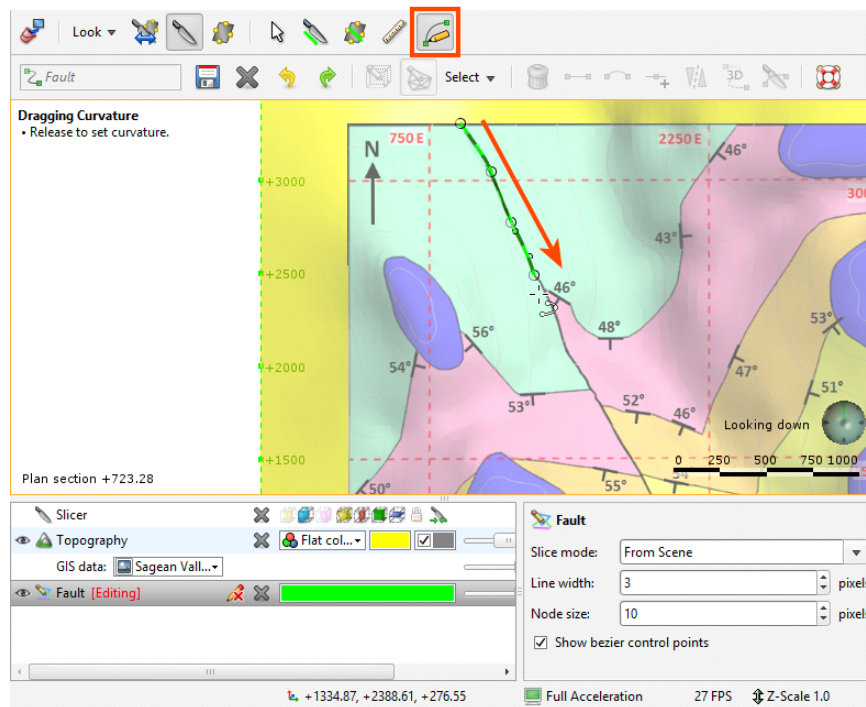 Look
Fault
Select
3D
Dragging Curvature
• Release to set curvature.
N
750 E
2250 E
46°
+3000
300
43°
+2500
46°
48°
53°
56°
+2000
54°
47°
51°
53°
52°
46°
Looking down
+1500
0 250 500 750 1000
Plan section +723.28
50°
55°
Slicer
Topography
Flat col...
GIS data: Sagean Vall...
Fault [Editing]
Fault
Slice mode: From Scene
Line width: 3 pixels
Node size: 10 pixels
Show bezier control points
+1334.87, +2388.61, +276.55
Full Acceleration
27 FPS
Z-Scale 1.0